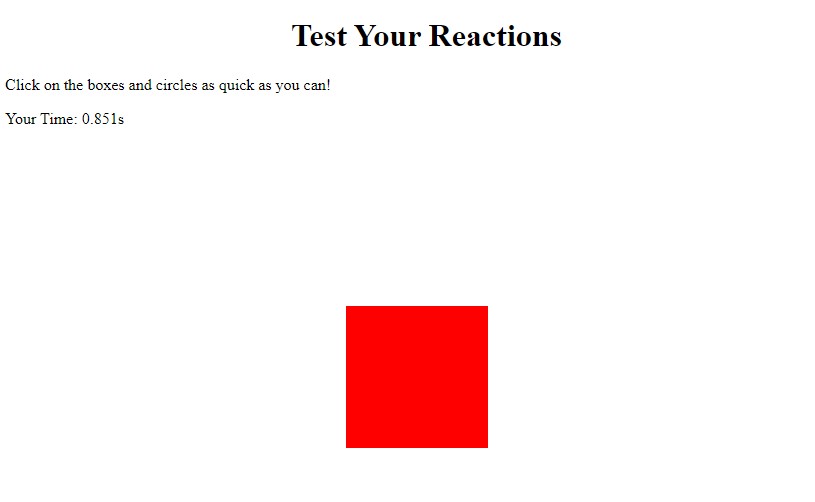 Test Your Reactions
Click on the boxes and circles as quick as you can!
Your Time: 0.851s